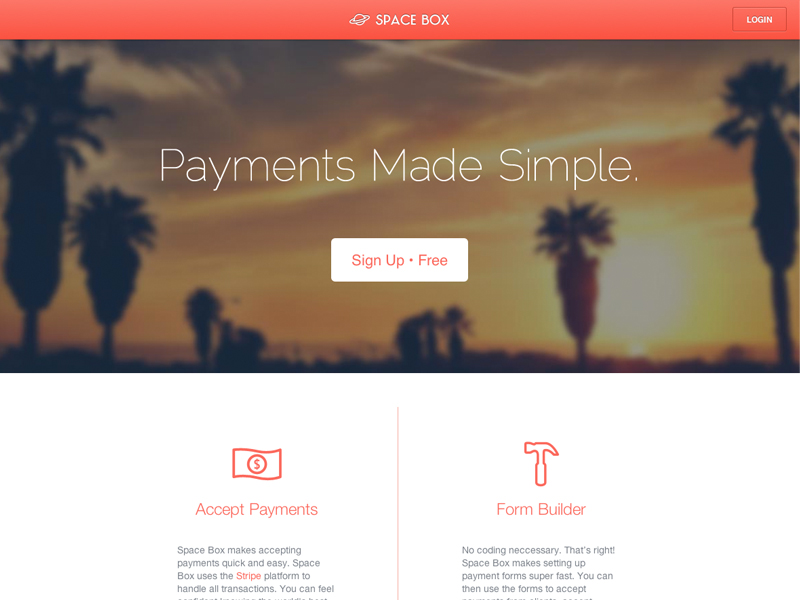 SPACE BOX
LOGIN
Payments Made Simple.
Sign Up • Free
$
Accept Payments
Form Builder
Space Box makes accepting
payments quick and easy. Space
Box uses the Stripe platform to
handle all transactions. You can feel
No coding neccessary. That's right!
Space Box makes setting up
payment forms super fast. You can
then use the forms to accept